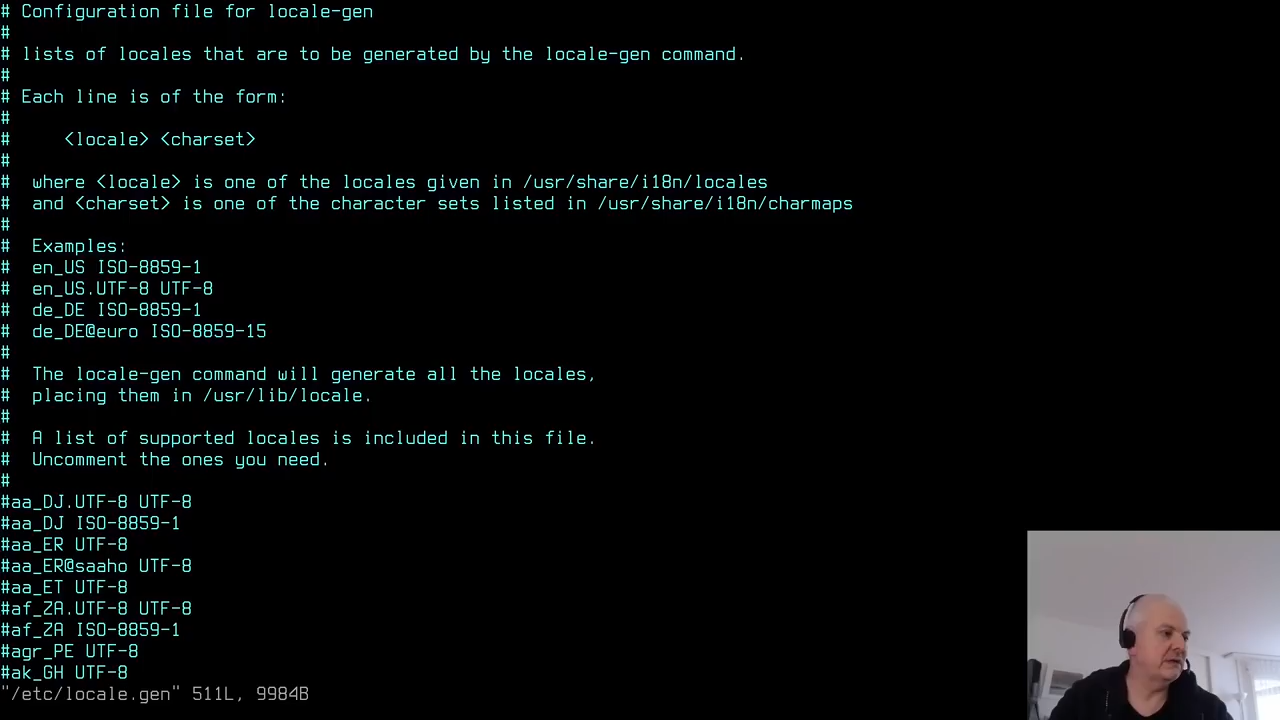 # Configuration file for locale-gen
#
# lists of locales that are to be generated by the locale-gen command.
#
# Each line is of the form:
#
#     <locale> <charset>
#
#  where <locale> is one of the locales given in /usr/share/i18n/locales
#  and <charset> is one of the character sets listed in /usr/share/i18n/charmaps
#
#  Examples:
#  en_US ISO-8859-1
#  en_US.UTF-8 UTF-8
#  de_DE ISO-8859-1
#  de_DE@euro ISO-8859-15
#
#  The locale-gen command will generate all the locales,
#  placing them in /usr/lib/locale.
#
#  A list of supported locales is included in this file.
#  Uncomment the ones you need.
#
#aa_DJ.UTF-8 UTF-8
#aa_DJ ISO-8859-1
#aa_ER UTF-8
#aa_ER@saaho UTF-8
#aa_ET UTF-8
#af_ZA.UTF-8 UTF-8
#af_ZA ISO-8859-1
#agr_PE UTF-8
#ak_GH UTF-8
"/etc/locale.gen" 511L, 9984B